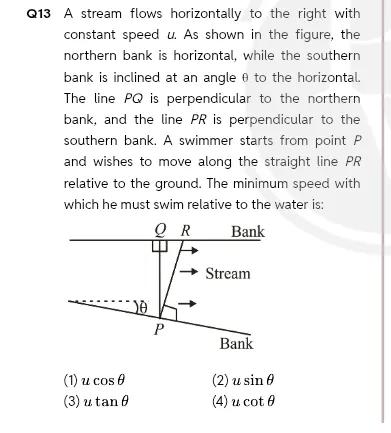 Q13 A stream flows horizontally to the right with
constant speed u. As shown in the figure, the
northern bank is horizontal, while the southern
bank is inclined at an angle θ to the horizontal.
The line PQ is perpendicular to the northern
bank, and the line PR is perpendicular to the
southern bank. A swimmer starts from point P
and wishes to move along the straight line PR
relative to the ground. The minimum speed with
which he must swim relative to the water is:
Q R Bank
Stream
θ
P
Bank
(1) u cos θ (2) u sin θ
(3) u tan θ (4) u cot θ